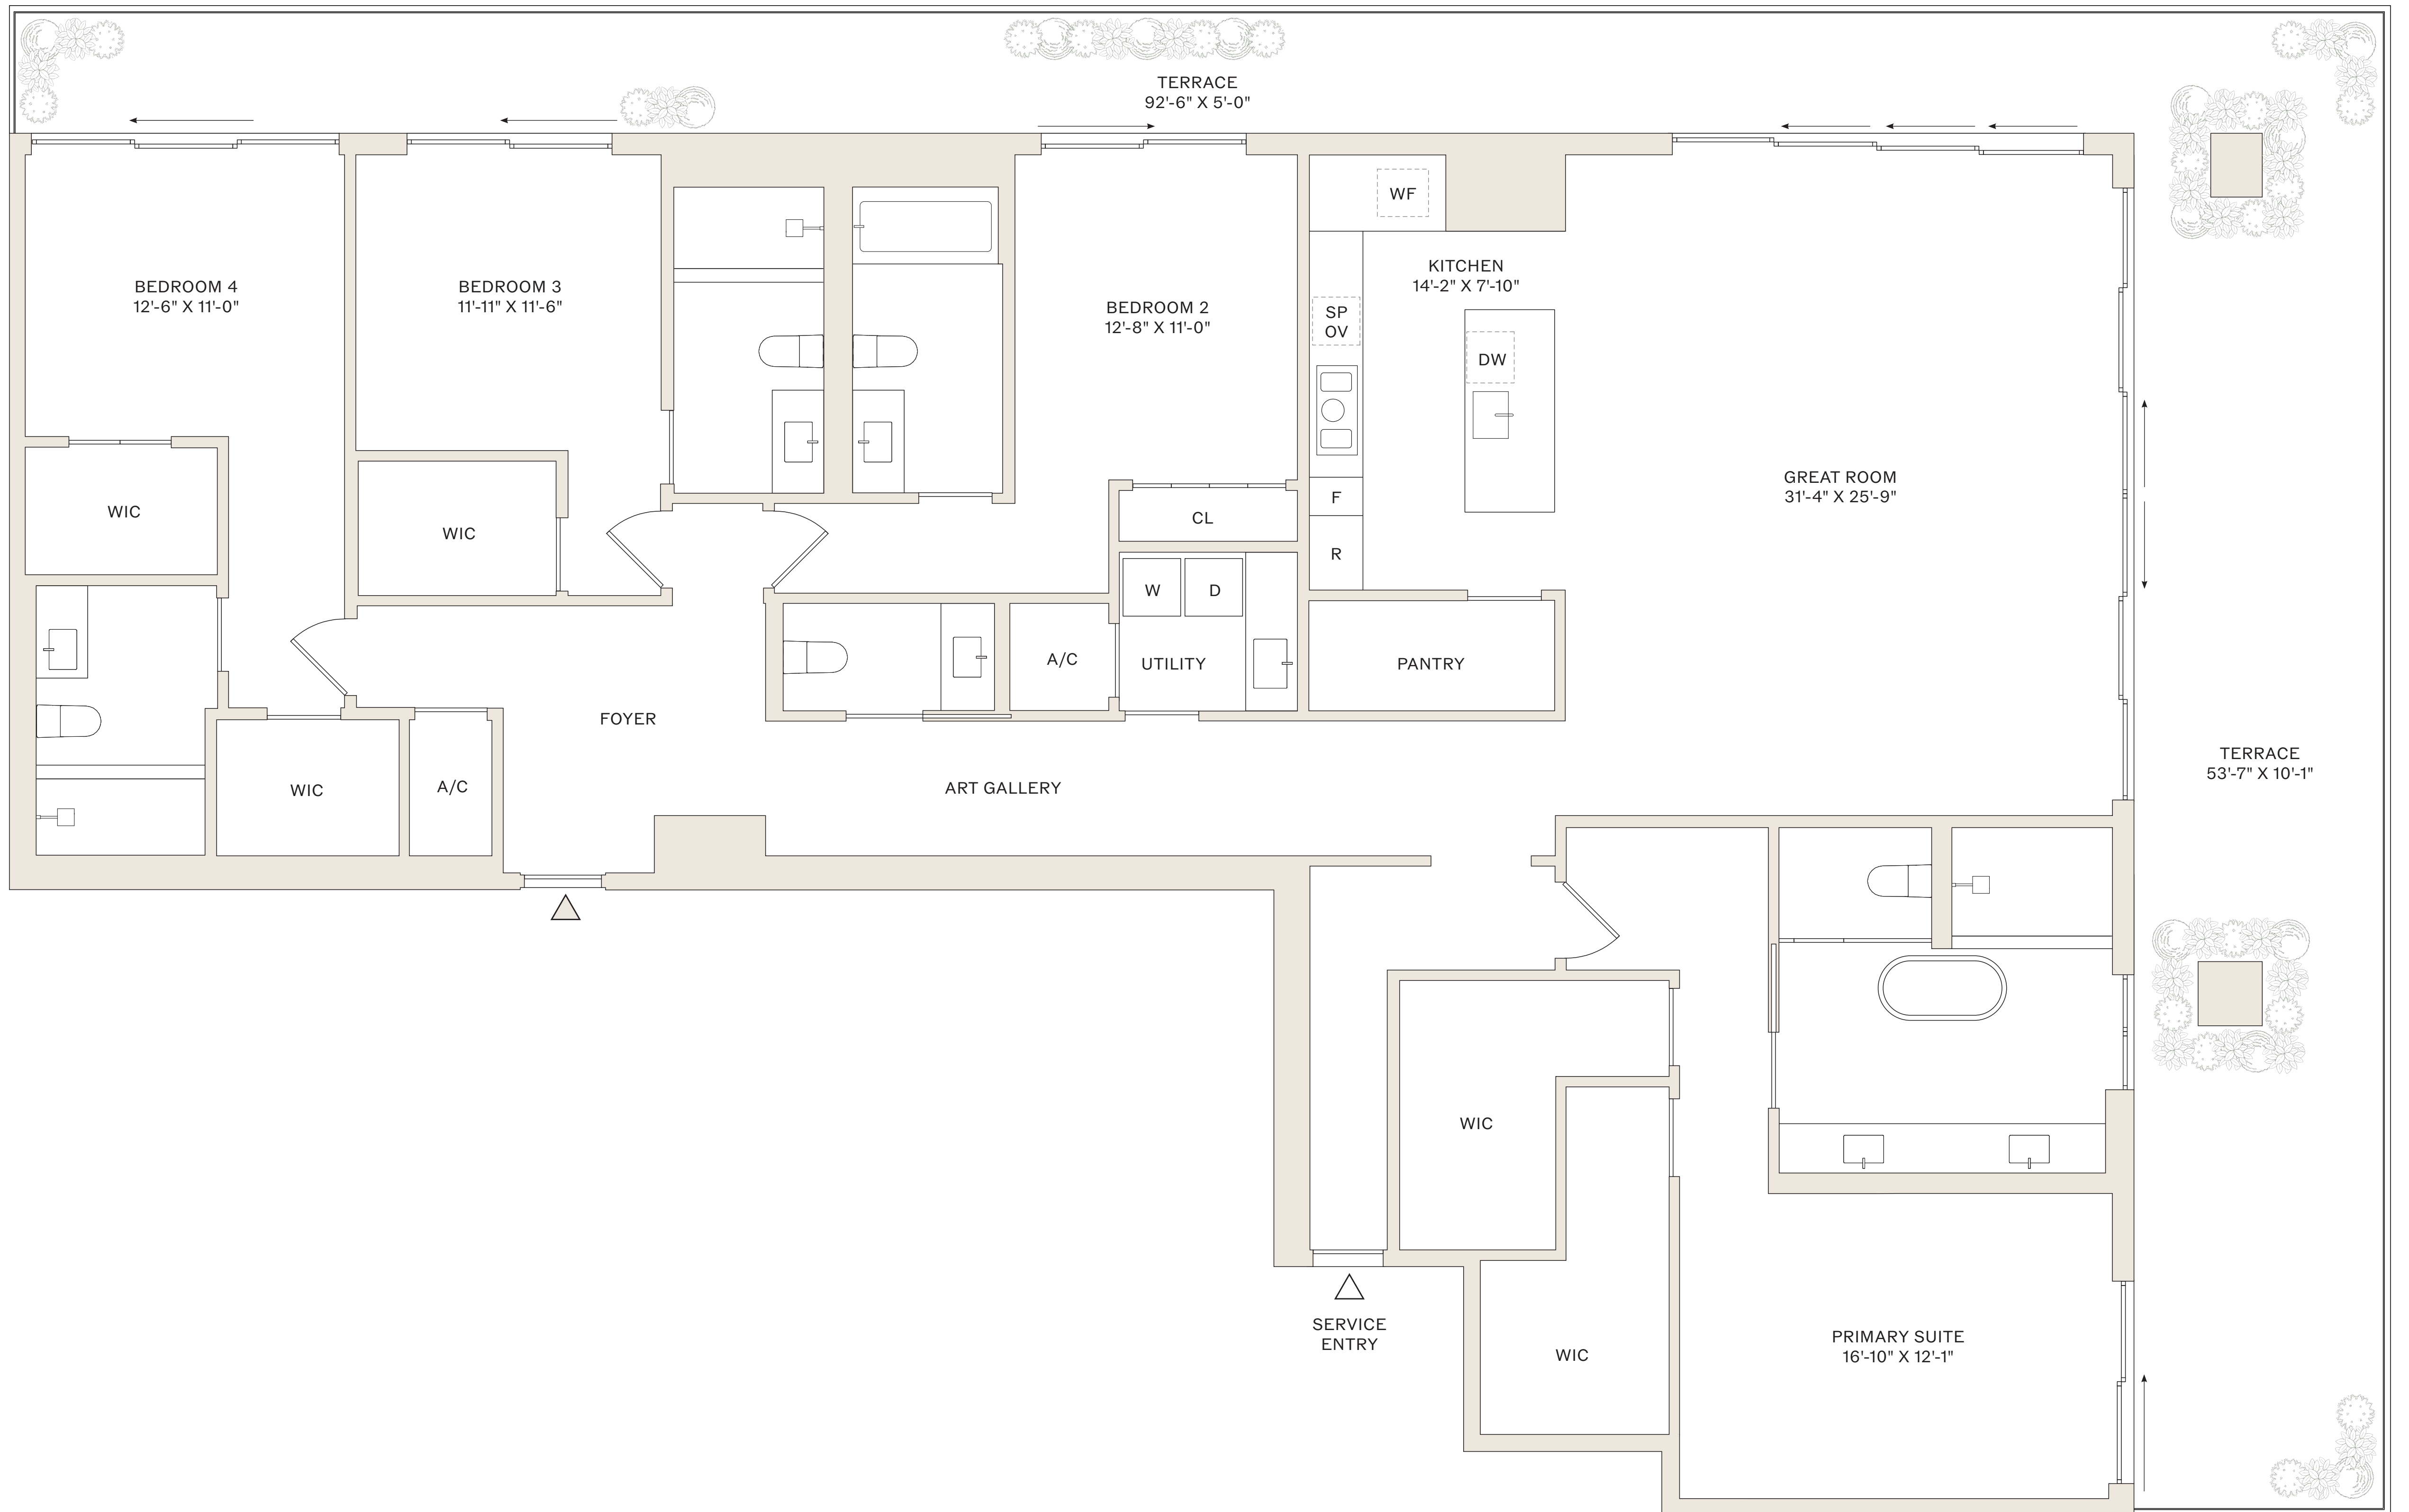 TERRACE
92'-6" X 5'-0"
WF
BEDROOM 4
12'-6" X 11'-0"
BEDROOM 3
11'-11" X 11'-6"
BEDROOM 2
12'-8" X 11'-0"
KITCHEN
14'-2" X 7'-10"
SP
OV
DW
GREAT ROOM
31'-4" X 25'-9"
WIC
WIC
CL
F
R
W
D
A/C
UTILITY
PANTRY
FOYER
WIC
A/C
ART GALLERY
TERRACE
53'-7" X 10'-1"
WIC
SERVICE
ENTRY
WIC
PRIMARY SUITE
16'-10" X 12'-1"